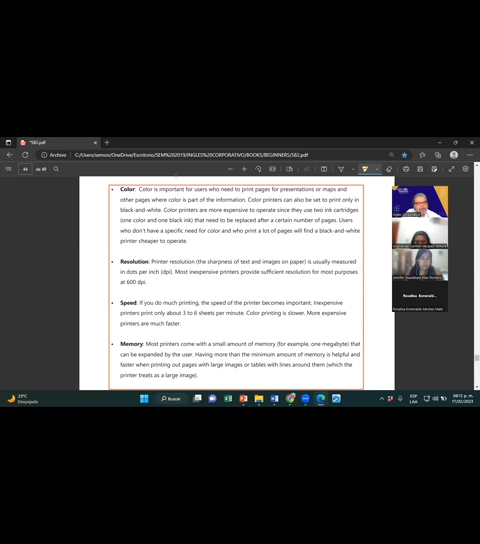 *SB2.pdf
Archivo
C:/Users/semon/OneDrive/Escritorio/SEM%202019/INGLES%20CORPORATIVO/BOOKS/BEGINNERS/SB2.pdf
44
de 49
• Color: Color is important for users who need to print pages for presentations or maps and
other pages where color is part of the information. Color printers can also be set to print only in
black-and-white. Color printers are more expensive to operate since they use two ink cartridges
(one color and one black ink) that need to be replaced after a certain number of pages. Users
who don't have a specific need for color and who print a lot of pages will find a black-and-white
printer cheaper to operate.
• Resolution: Printer resolution (the sharpness of text and images on paper) is usually measured
in dots per inch (dpi). Most inexpensive printers provide sufficient resolution for most purposes
at 600 dpi.
• Speed: If you do much printing, the speed of the printer becomes important. Inexpensive
printers print only about 3 to 6 sheets per minute. Color printing is slower. More expensive
printers are much faster.
• Memory: Most printers come with a small amount of memory (for example, one megabyte) that
can be expanded by the user. Having more than the minimum amount of memory is helpful and
faster when printing out pages with large images or tables with lines around them (which the
printer treats as a large image).
Rosalina Esmeral...
Rosalina Esmeralda Sánchez
23°C
Despejado
Buscar
ESP
LAA
08:12 p. m.
17/02/2023